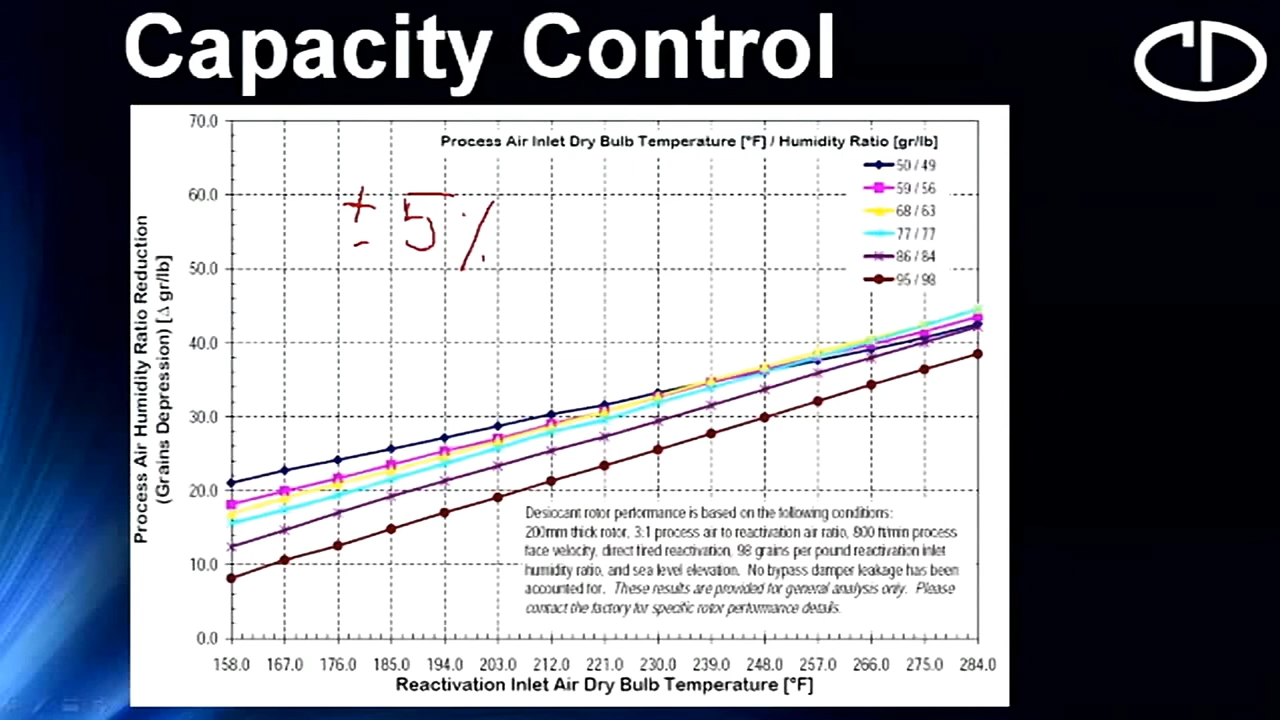 Capacity Control
70.0
60.0
50.0
40.0
30.0
20.0
10.0
0.0
Process Air Humidity Ratio Reduction
(Grains Depression) [Δ gr/lb]
Process Air Inlet Dry Bulb Temperature [°F] / Humidity Ratio [gr/lb]
50 / 49
59 / 56
68 / 63
77 / 77
86 / 84
95 / 98
± 5%
Desiccant rotor performance is based on the following conditions:
200mm thick rotor, 3:1 process air to reactivation air ratio, 800 ft/min process
face velocity, direct fired reactivation, 98 grains per pound reactivation inlet
humidity ratio, and sea level elevation. No bypass damper leakage has been
accounted for. These results are provided for general analysis only. Please
contact the factory for specific rotor performance details.
158.0 167.0 176.0 185.0 194.0 203.0 212.0 221.0 230.0 239.0 248.0 257.0 266.0 275.0 284.0
Reactivation Inlet Air Dry Bulb Temperature [°F]